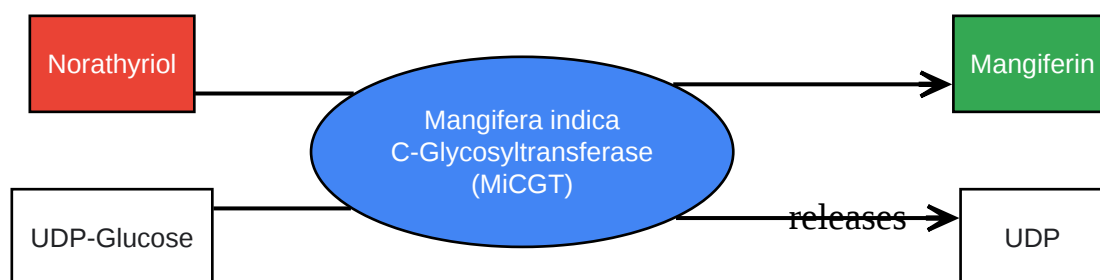 Norathyriol
Mangiferin
Mangifera indica
C-Glycosyltransferase
(MiCGT)
UDP-Glucose
releases
UDP